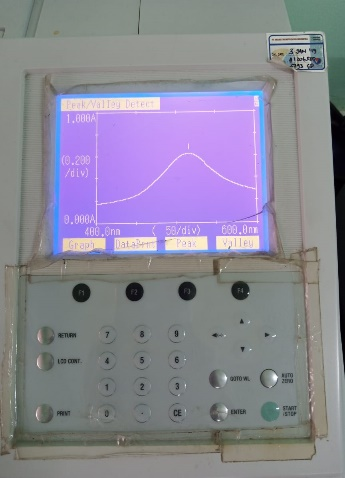 Peak/Valley Detect
1.000A
(0.200
/div)
0.000A
400.0nm ( 50/div) 600.0nm
Graph Peak Valley
F1 F2 F3 F4
RETURN 7 8 9
LCD CONT. 4 5 6
1 2 3 GOTO WL AUTO ZERO
PRINT 0 CE ENTER START /STOP